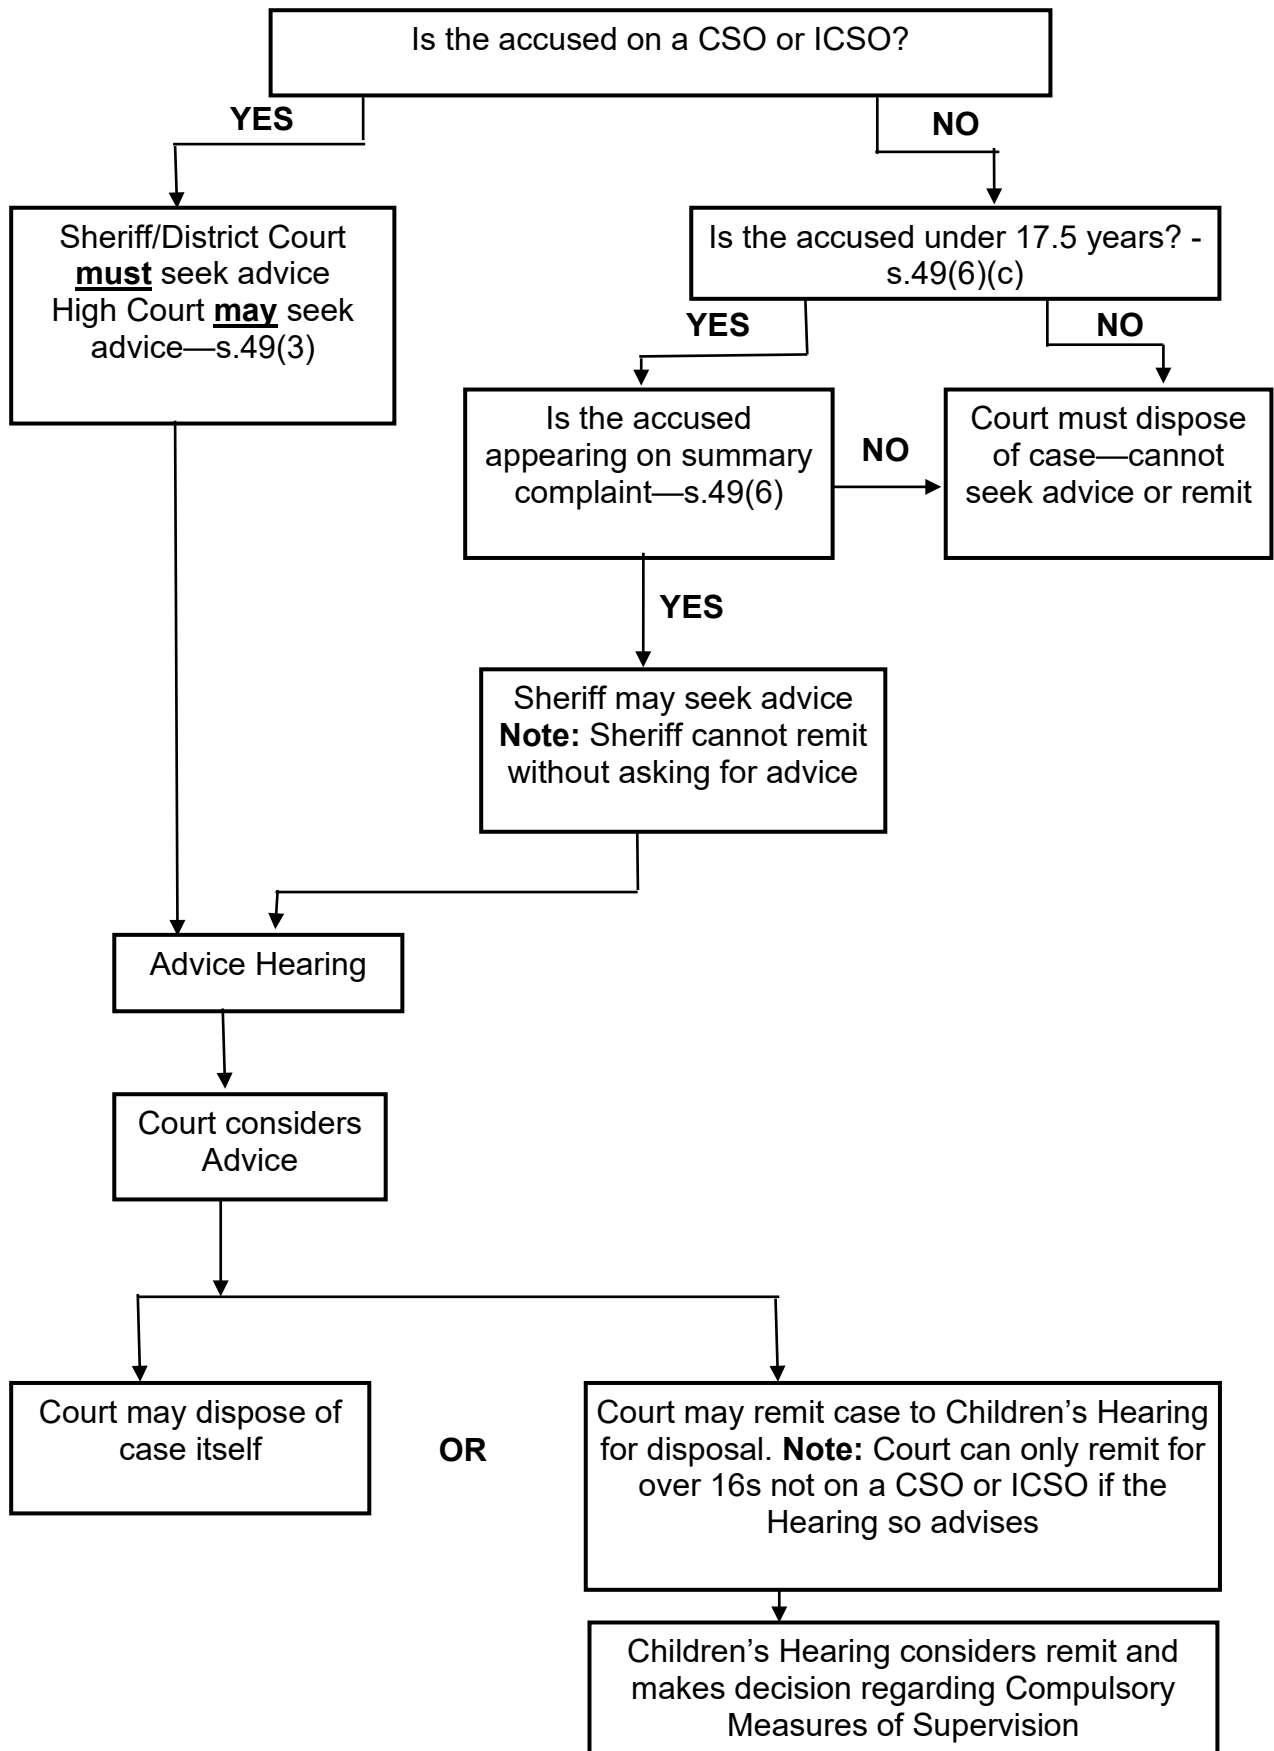 Is the accused on a CSO or ICSO?
YES
NO
Sheriff/District Court
must seek advice
High Court may seek
advice—s.49(3)
Is the accused under 17.5 years? -
s.49(6)(c)
YES
NO
Is the accused
appearing on summary
complaint—s.49(6)
NO
Court must dispose
of case—cannot
seek advice or remit
YES
Sheriff may seek advice
Note: Sheriff cannot remit
without asking for advice
Advice Hearing
Court considers
Advice
Court may dispose of
case itself
OR
Court may remit case to Children’s Hearing
for disposal. Note: Court can only remit for
over 16s not on a CSO or ICSO if the
Hearing so advises
Children’s Hearing considers remit and
makes decision regarding Compulsory
Measures of Supervision